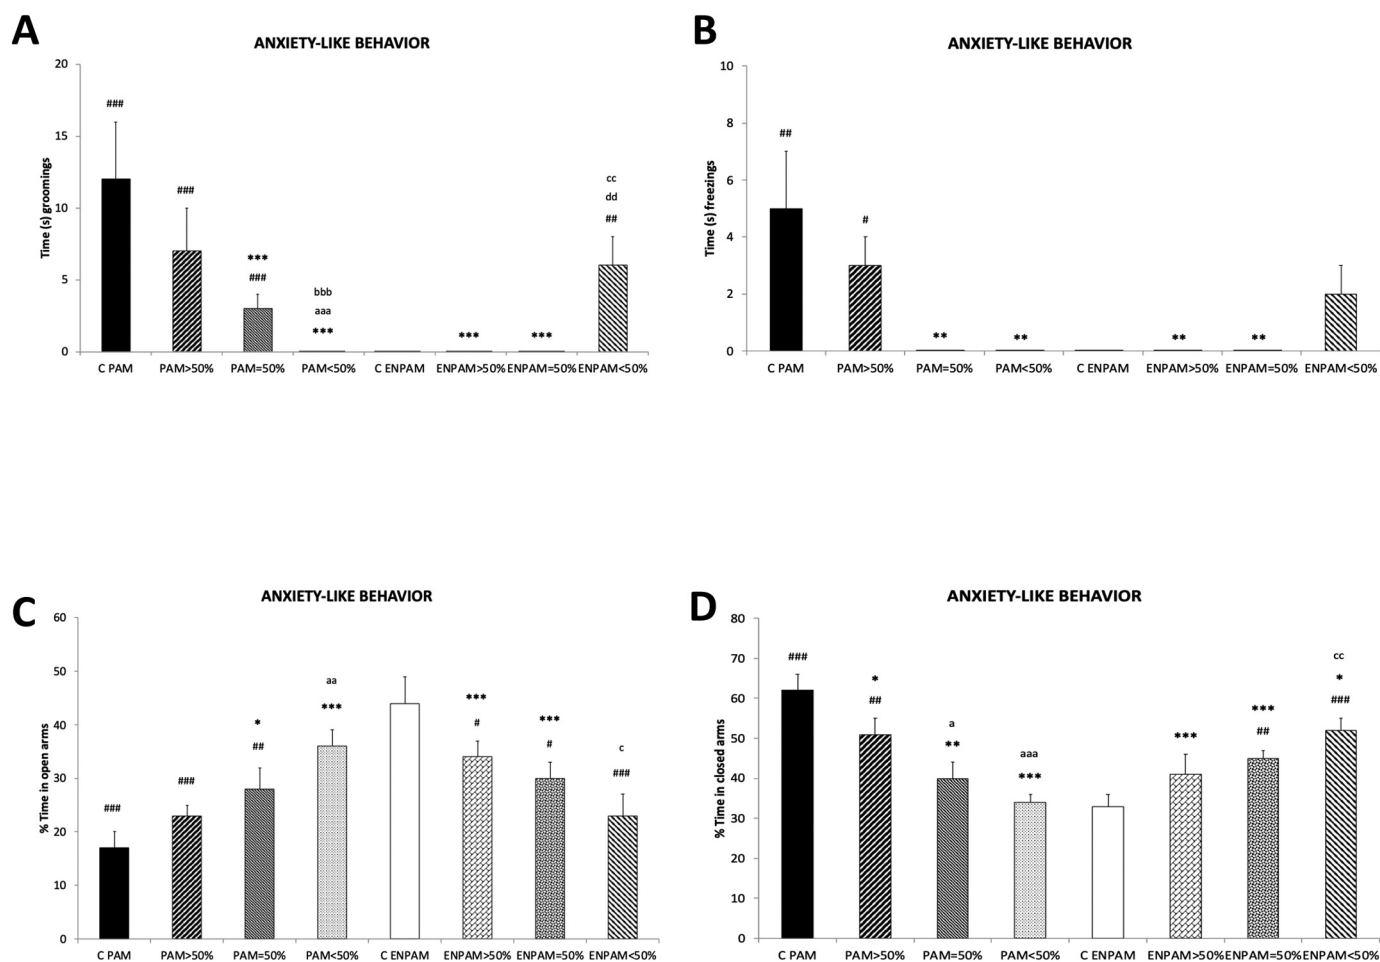 A
ANXIETY-LIKE BEHAVIOR
Time (s) groomings
20
15
10
5
0
###
###
***
###
bbb
aaa
***
***
***
cc
dd
##
C PAM PAM>50% PAM=50% PAM<50% C ENPAM ENPAM>50% ENPAM=50% ENPAM<50%
B
ANXIETY-LIKE BEHAVIOR
Time (s) freezings
10
8
6
4
2
0
##
#
**
**
**
**
C PAM PAM>50% PAM=50% PAM<50% C ENPAM ENPAM>50% ENPAM=50% ENPAM<50%
C
ANXIETY-LIKE BEHAVIOR
% Time in open arms
60
50
40
30
20
10
0
###
###
*
##
aa
***
***
#
***
#
c
###
C PAM PAM>50% PAM=50% PAM<50% C ENPAM ENPAM>50% ENPAM=50% ENPAM<50%
D
ANXIETY-LIKE BEHAVIOR
% Time in closed arms
80
70
60
50
40
30
20
10
0
###
*
##
a
**
aaa
***
***
***
##
cc
*
###
C PAM PAM>50% PAM=50% PAM<50% C ENPAM ENPAM>50% ENPAM=50% ENPAM<50%